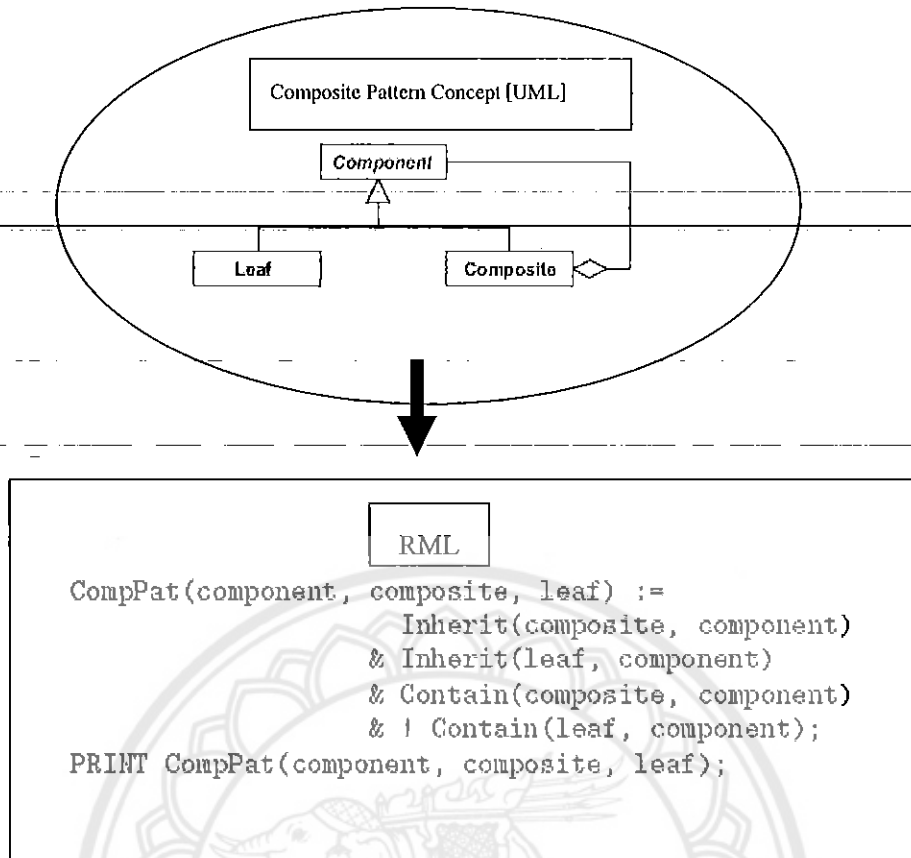 Composite Pattern Concept [UML]
Component
Leaf
Composite
RML
CompPat(component, composite, leaf) :=
Inherit(composite, component)
& Inherit(leaf, component)
& Contain(composite, component)
& ! Contain(leaf, component);
PRINT CompPat(component, composite, leaf);